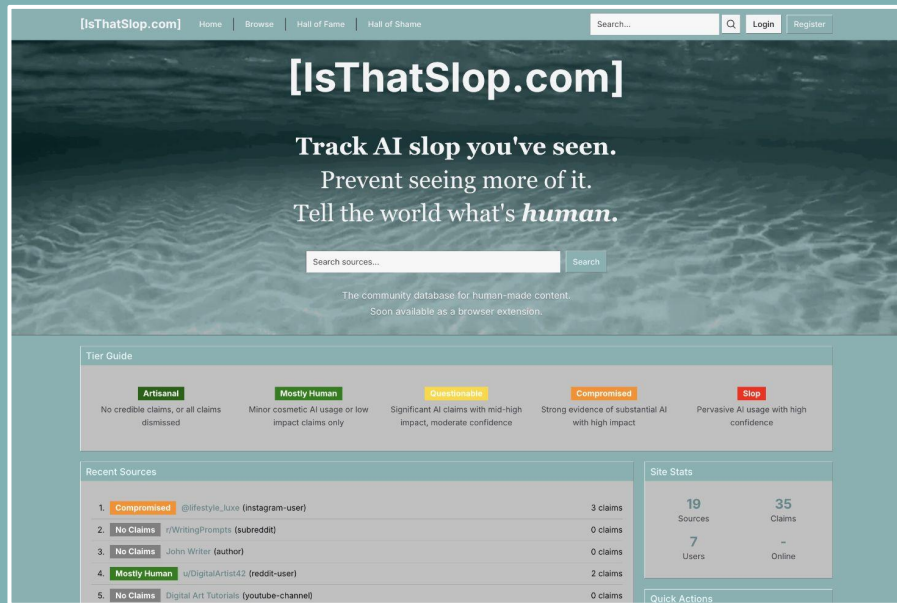 [IsThatSlop.com] Home Browse Hall of Fame Hall of Shame Search... Login Register
[IsThatSlop.com]
Track AI slop you've seen.
Prevent seeing more of it.
Tell the world what's human.
Search sources... Search
The community database for human-made content.
Soon available as a browser extension.
Tier Guide
Artisanal
No credible claims, or all claims
dismissed
Mostly Human
Minor cosmetic AI usage or low
impact claims only
Questionable
Significant AI claims with mid-high
impact, moderate confidence
Compromised
Strong evidence of substantial AI
with high impact
Slop
Pervasive AI usage with high
confidence
Recent Sources
1. Compromised @lifestyle_luxe (instagram-user) 3 claims
2. No Claims r/WritingPrompts (subreddit) 0 claims
3. No Claims John Writer (author) 0 claims
4. Mostly Human u/DigitalArtist42 (reddit-user) 2 claims
5. No Claims Digital Art Tutorials (youtube-channel) 0 claims
Site Stats
19 35
Sources Claims
7 -
Users Online
Quick Actions